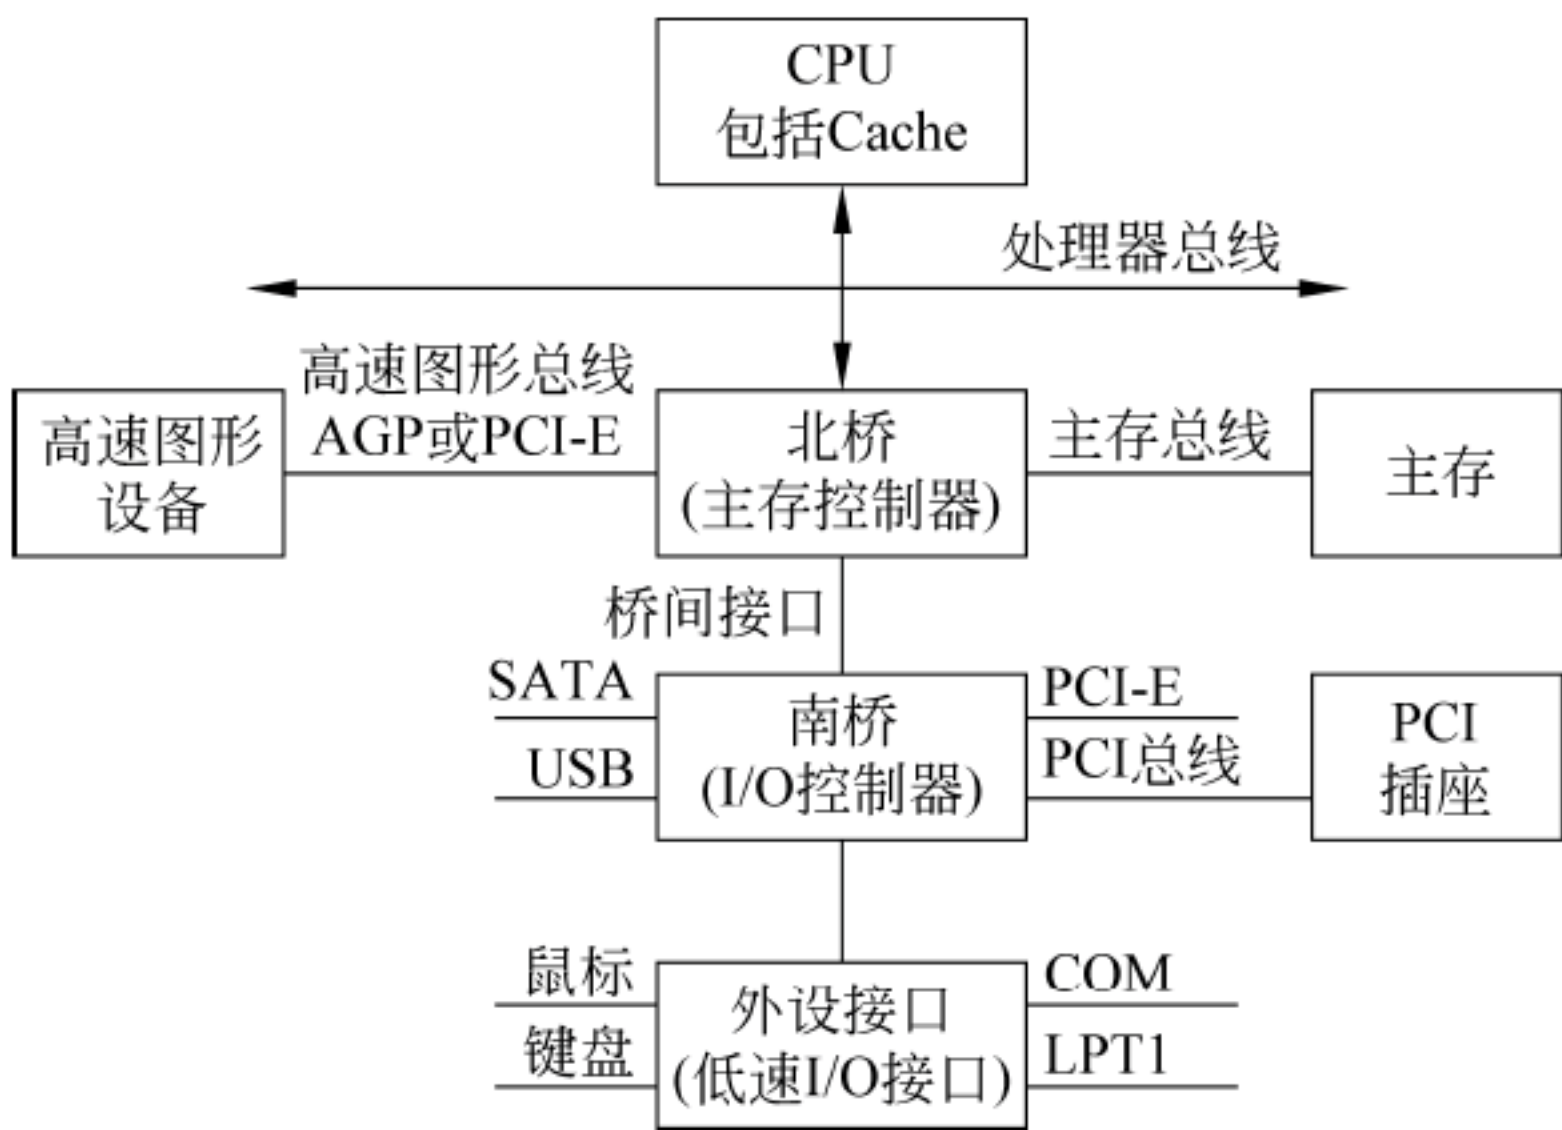 CPU
包括Cache
处理器总线
高速图形总线
AGP或PCI-E
高速图形
设备
北桥
(主存控制器)
主存总线
主存
桥间接口
SATA
USB
南桥
(I/O控制器)
PCI-E
PCI总线
PCI
插座
鼠标
键盘
外设接口
(低速I/O接口)
COM
LPT1